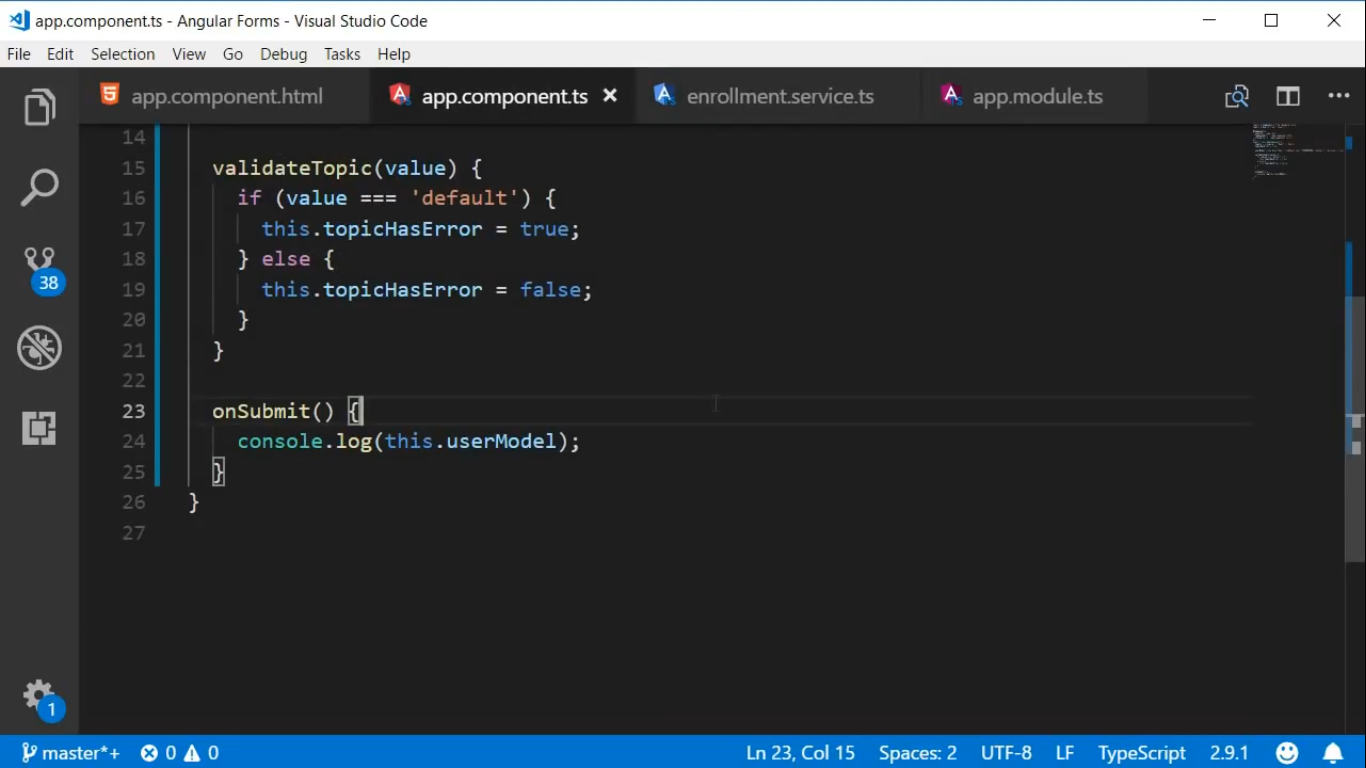 app.component.ts - Angular Forms - Visual Studio Code
File Edit Selection View Go Debug Tasks Help
app.component.html app.component.ts enrollment.service.ts app.module.ts
14
15 validateTopic(value) {
16 if (value === 'default') {
17 this.topicHasError = true;
18 } else {
19 this.topicHasError = false;
20 }
21 }
22
23 onSubmit() {
24 console.log(this.userModel);
25 }
26 }
27
38
1
master*+ 0 0 Ln 23, Col 15 Spaces: 2 UTF-8 LF TypeScript 2.9.1